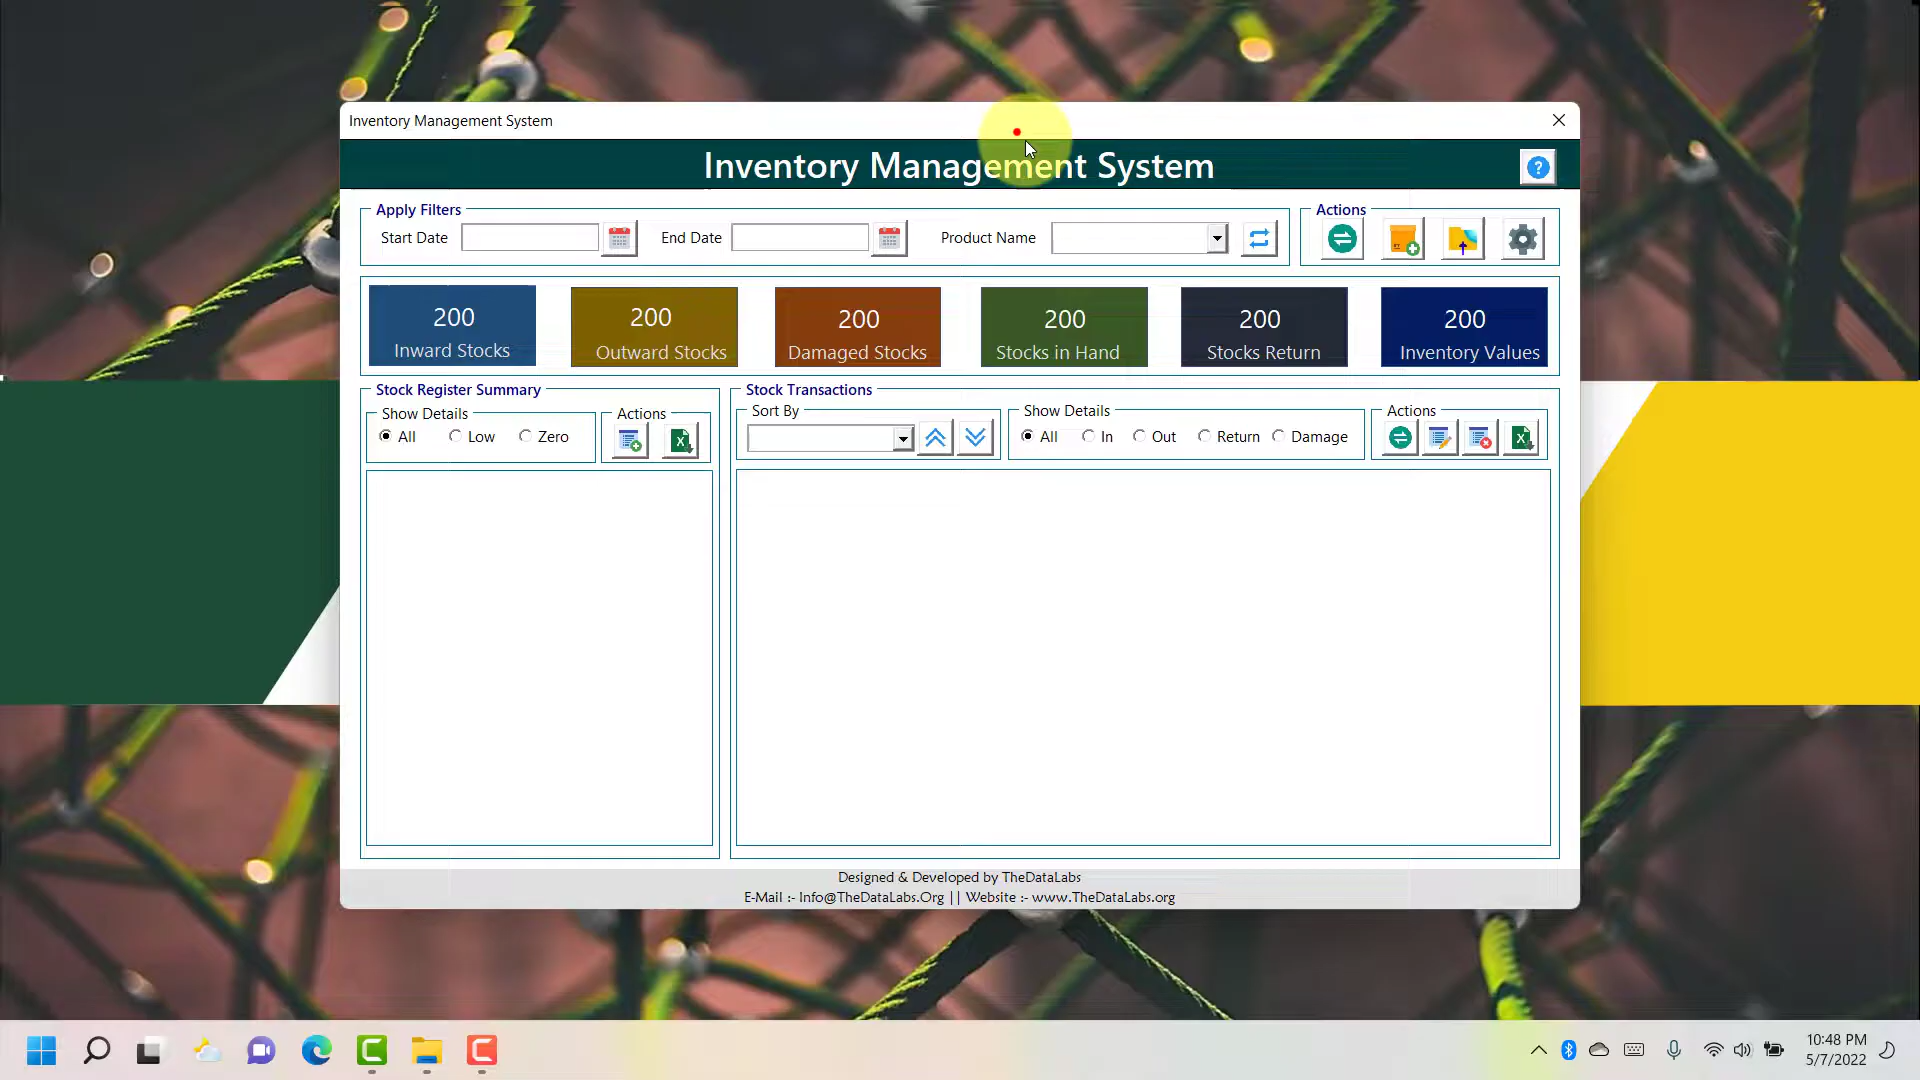 Inventory Management System
Inventory Management System
?
Apply Filters
Start Date
End Date
Product Name
Actions
200
Inward Stocks
200
Outward Stocks
200
Damaged Stocks
200
Stocks in Hand
200
Stocks Return
200
Inventory Values
Stock Register Summary
Show Details
All Low Zero
Actions
Stock Transactions
Sort By
Show Details
All In Out Return Damage
Actions
Designed & Developed by TheDataLabs
E-Mail :- Info@TheDataLabs.Org || Website :- www.TheDataLabs.org
10:48 PM
5/7/2022